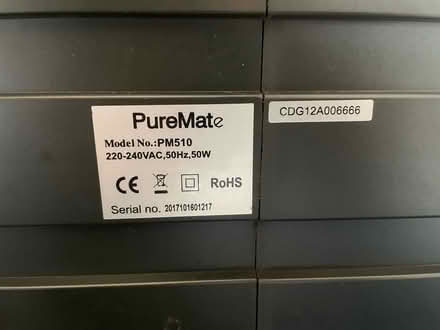 PureMate
Model No.:PM510
220-240VAC,50Hz,50W
CE RoHS
Serial no. 2017101601217
CDG12A006666